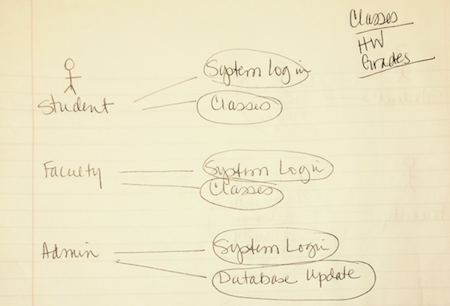 Classes
HW
Grades
System Login
Student
Classes
Faculty
System Login
Classes
Admin
System Login
Database Update